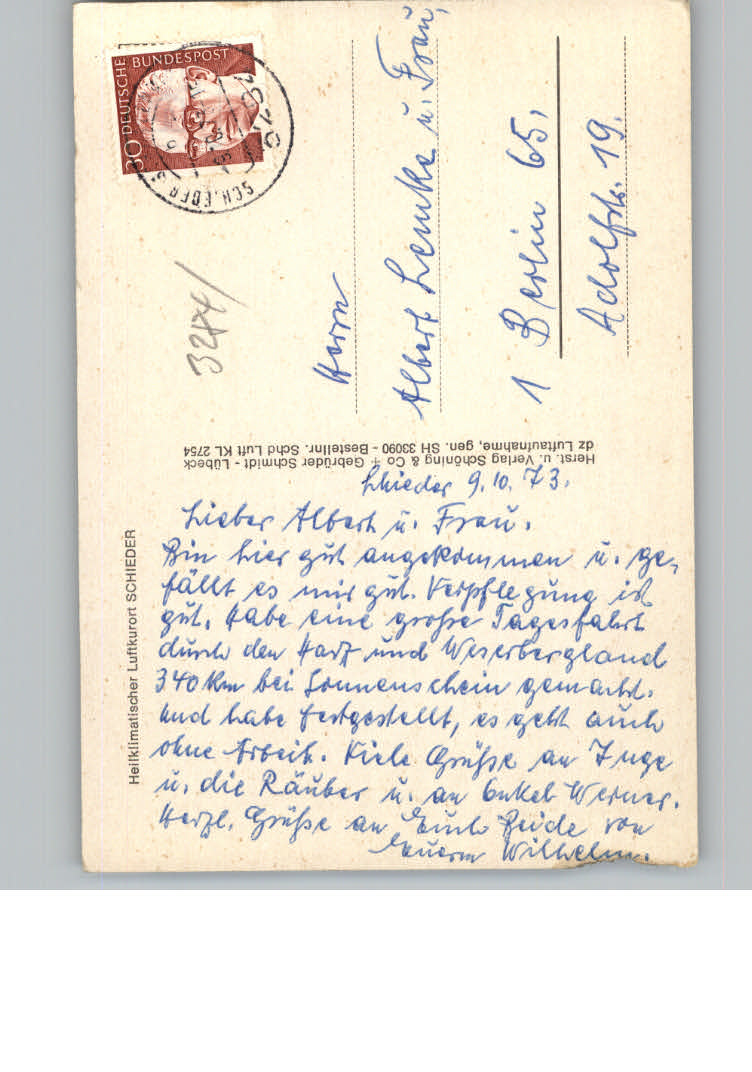 Heilklimatischer Luftkurort SCHIEDER
Schieder 9.10.73.
Lieber Albert u. Frau.
Bin hier gut angekommen u. ge-
fällt es mir gut. Verpflegung ist
gut. Habe eine große Tagesfahrt
durch den Harz und Weserbergland
340 km bei Sonnenschein gemacht.
und habe festgestellt, es geht auch
ohne Arbeit. Viele Grüße an Inge
u. die Räuber u. an Onkel Werner.
Herzl. Grüße an Euch Beide von
Euerm Wilhelm.
Herst. u. Verlag Schöning & Co + Gebrüder Schmidt - Lübeck
dz Luftaufnahme, gen. SH 33090 - Bestellnr. Schd Luft KL 2754
DEUTSCHE BUNDESPOST
30
SCHIEDER
Herrn
Albert Lemke u. Frau,
1 Berlin 65,
Adolfstr. 19.